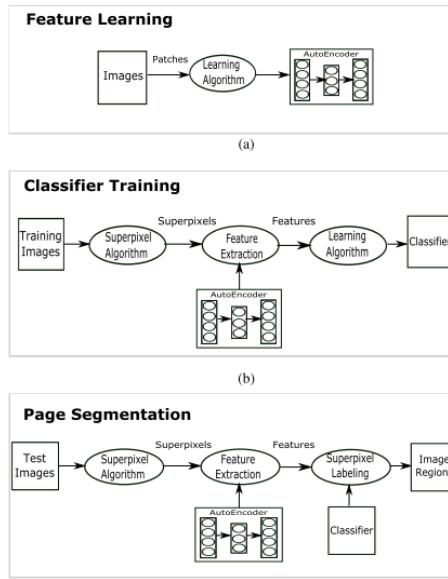 Feature Learning
Images
Patches
Learning
Algorithm
AutoEncoder
(a)
Classifier Training
Training
Images
Superpixel
Algorithm
Superpixels
Feature
Extraction
Features
Learning
Algorithm
Classifier
AutoEncoder
(b)
Page Segmentation
Test
Images
Superpixel
Algorithm
Superpixels
Feature
Extraction
Features
Superpixel
Labeling
Image
Region
AutoEncoder
Classifier